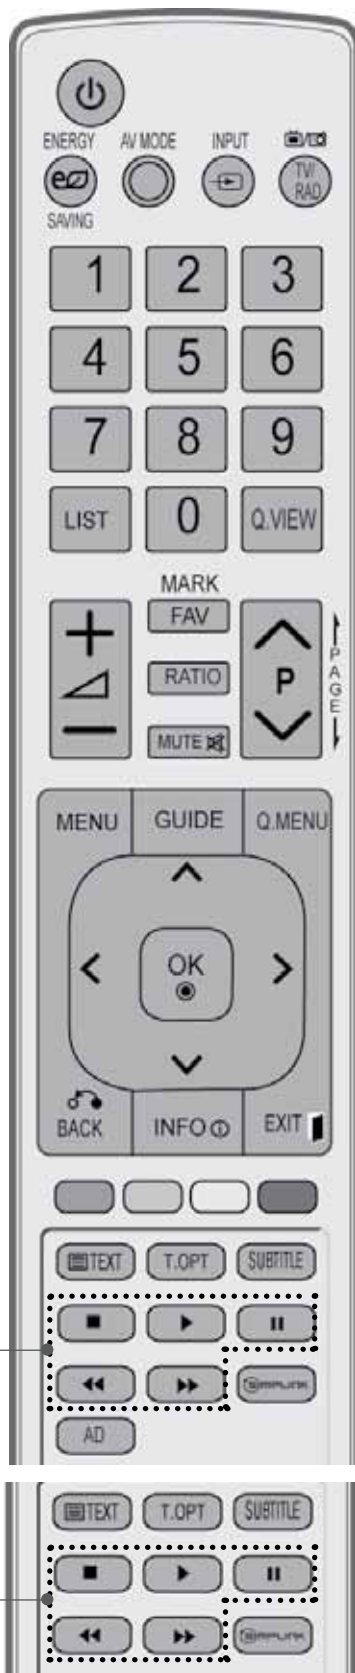 ENERGY AV MODE INPUT
TV/
RAD
SAVING
1 2 3
4 5 6
7 8 9
LIST 0 Q.VIEW
MARK
FAV
RATIO
P
PAGE
MUTE
MENU GUIDE Q.MENU
OK
BACK INFO EXIT
TEXT T.OPT SUBTITLE
SIMPLINK
AD
TEXT T.OPT SUBTITLE
SIMPLINK